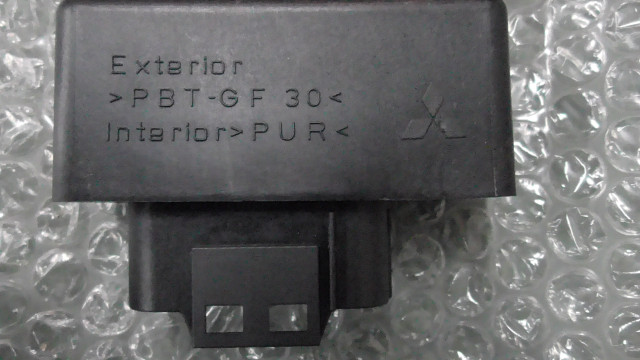 Exterior
>PBT-GF 30<
Interior>PUR<